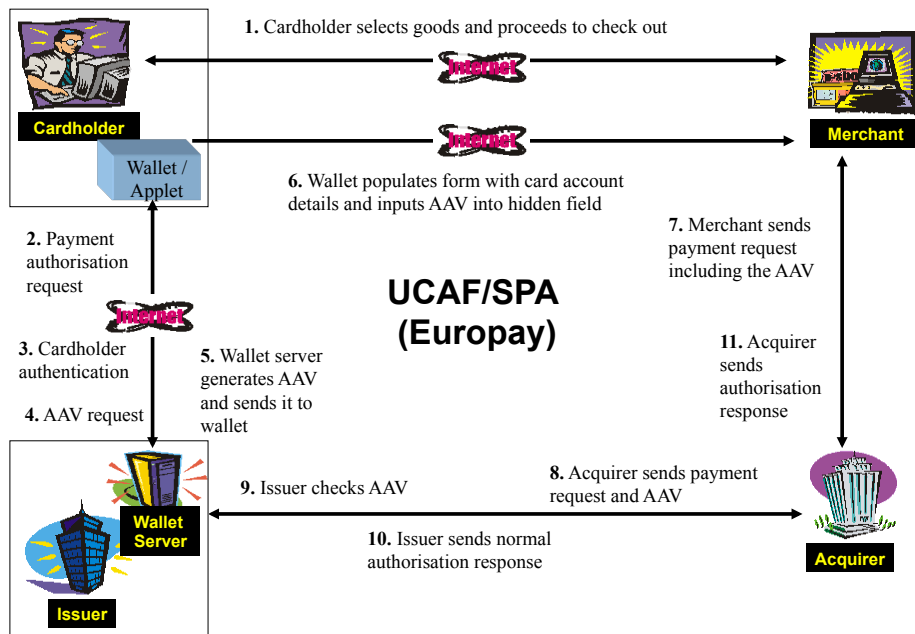 1. Cardholder selects goods and proceeds to check out
Internet
Cardholder
Merchant
Internet
Wallet /
Applet
6. Wallet populates form with card account
details and inputs AAV into hidden field
2. Payment
authorisation
request
7. Merchant sends
payment request
including the AAV
UCAF/SPA
(Europay)
Internet
3. Cardholder
authentication
4. AAV request
5. Wallet server
generates AAV
and sends it to
wallet
11. Acquirer
sends
authorisation
response
8. Acquirer sends payment
request and AAV
9. Issuer checks AAV
10. Issuer sends normal
authorisation response
Wallet
Server
Issuer
Acquirer